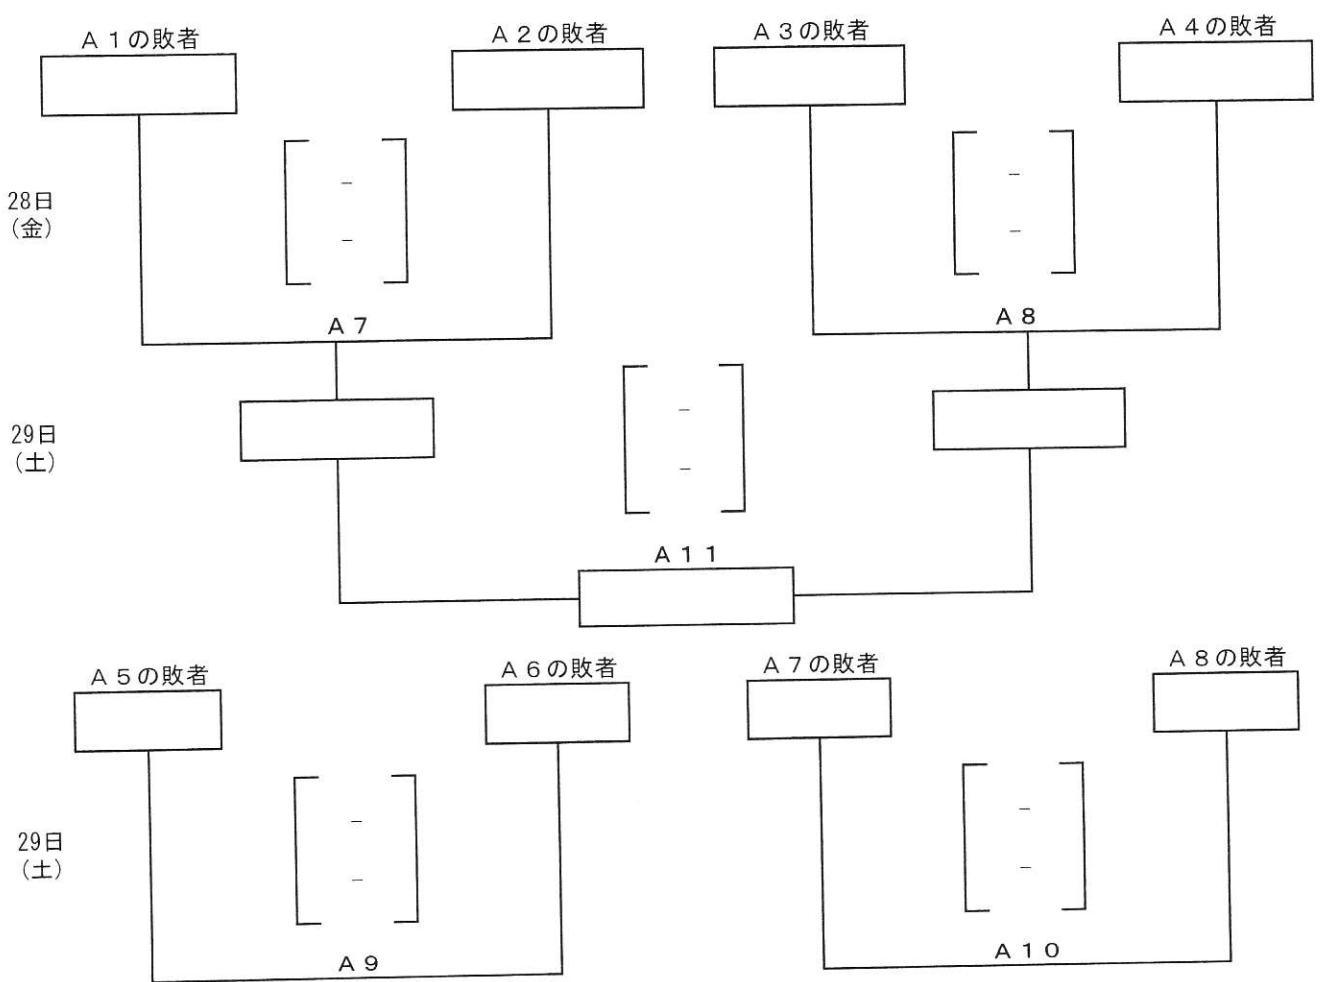 A1の敗者
A2の敗者
A3の敗者
A4の敗者
28日
（金）
－
－
－
－
A7
A8
29日
（土）
－
－
A11
A5の敗者
A6の敗者
A7の敗者
A8の敗者
29日
（土）
－
－
－
－
A9
A10